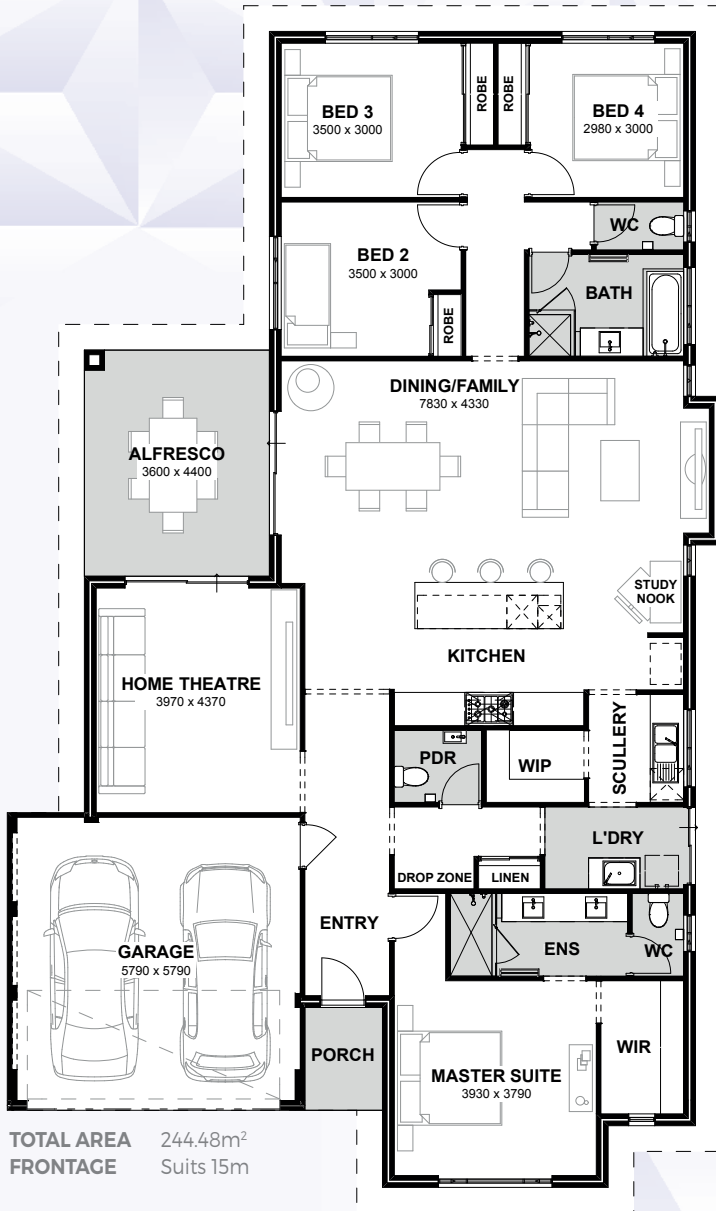 BED 3
3500 x 3000
ROBE
ROBE
BED 4
2980 x 3000
WC
BED 2
3500 x 3000
BATH
ROBE
DINING/FAMILY
7830 x 4330
ALFRESCO
3600 x 4400
STUDY
NOOK
KITCHEN
HOME THEATRE
3970 x 4370
SCULLERY
PDR
WIP
L'DRY
DROP ZONE
LINEN
ENTRY
ENS
WC
GARAGE
5790 x 5790
PORCH
WIR
MASTER SUITE
3930 x 3790
TOTAL AREA 244.48m²
FRONTAGE Suits 15m